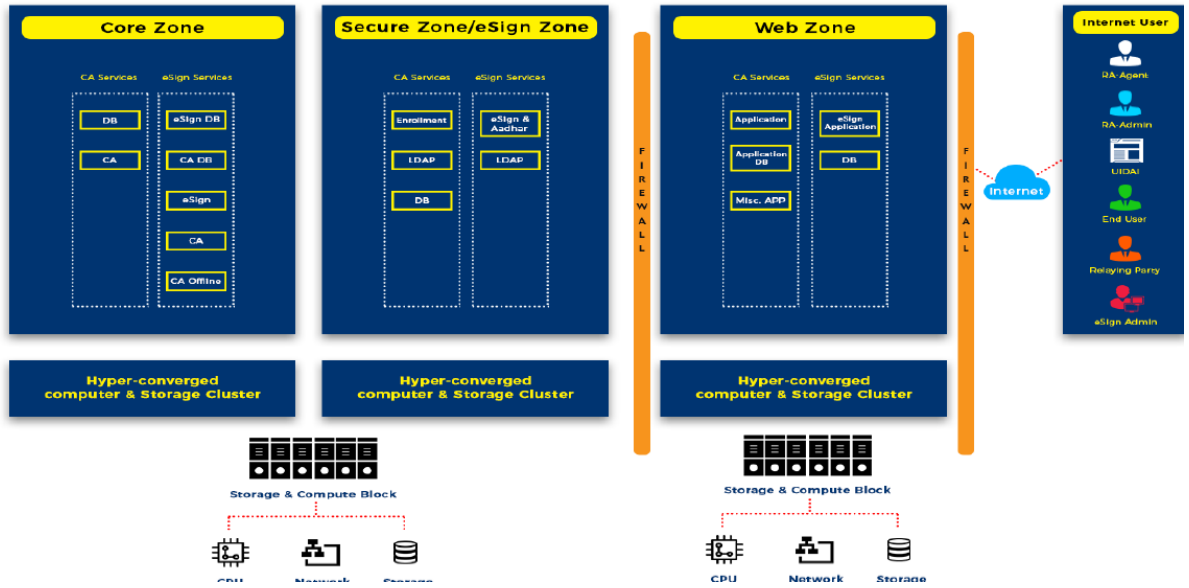 Core Zone
CA Services
eSign Services
DB
CA
eSign DB
CA DB
eSign
CA
CA Offline
Hyper-converged
computer & Storage Cluster
Secure Zone/eSign Zone
CA Services
eSign Services
Enrollment
LDAP
DB
eSign &
Aadhar
LDAP
Hyper-converged
computer & Storage Cluster
Storage & Compute Block
CPU
Network
Storage
FIREWALL
Web Zone
CA Services
eSign Services
Application
Application
DB
Misc. APP
eSign
Application
DB
Hyper-converged
computer & Storage Cluster
Storage & Compute Block
CPU
Network
Storage
FIREWALL
Internet
Internet User
RA-Agent
RA-Admin
UIDAI
End User
Relaying Party
eSign Admin